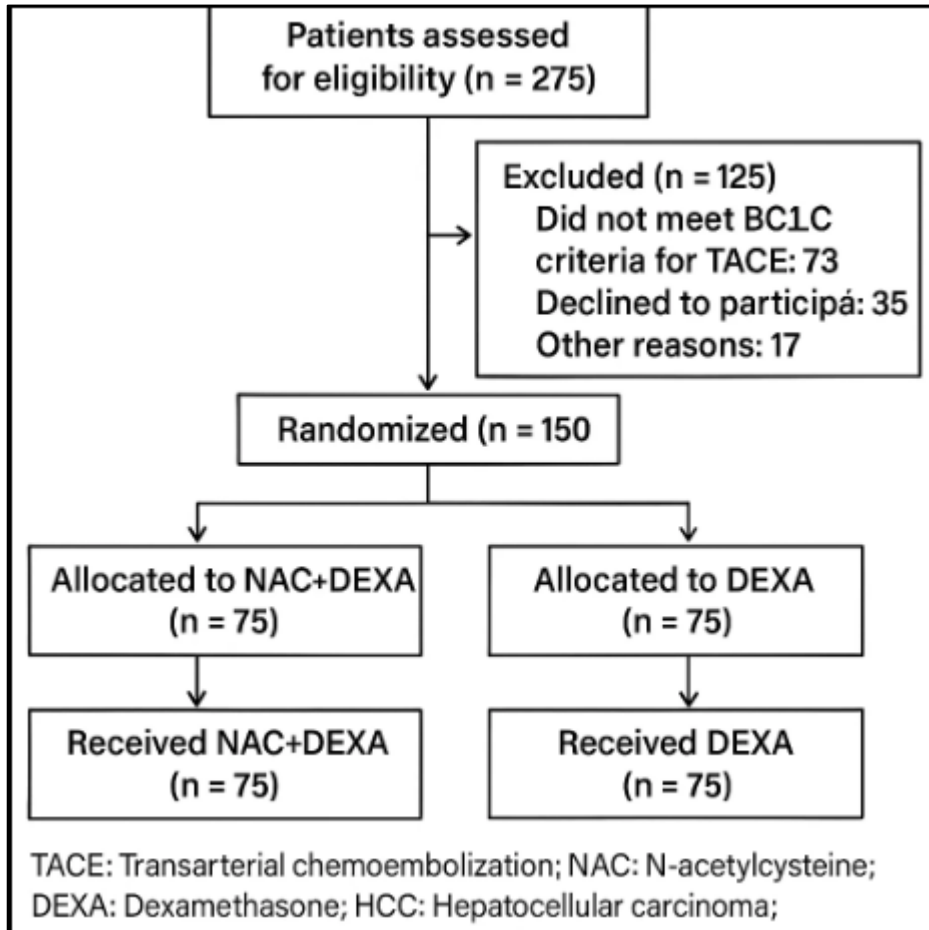 Patients assessed
for eligibility (n = 275)
Excluded (n = 125)
Did not meet BC⊥C
criteria for TACE: 73
Declined to participá: 35
Other reasons: 17
Randomized (n = 150
Allocated to NAC+DEXA
(n = 75)
Allocated to DEXA
(n = 75)
Received NAC+DEXA
(n = 75)
Received DEXA
(n = 75)
TACE: Transarterial chemoembolization; NAC: N-acetylcysteine;
DEXA: Dexamethasone; HCC: Hepatocellular carcinoma;